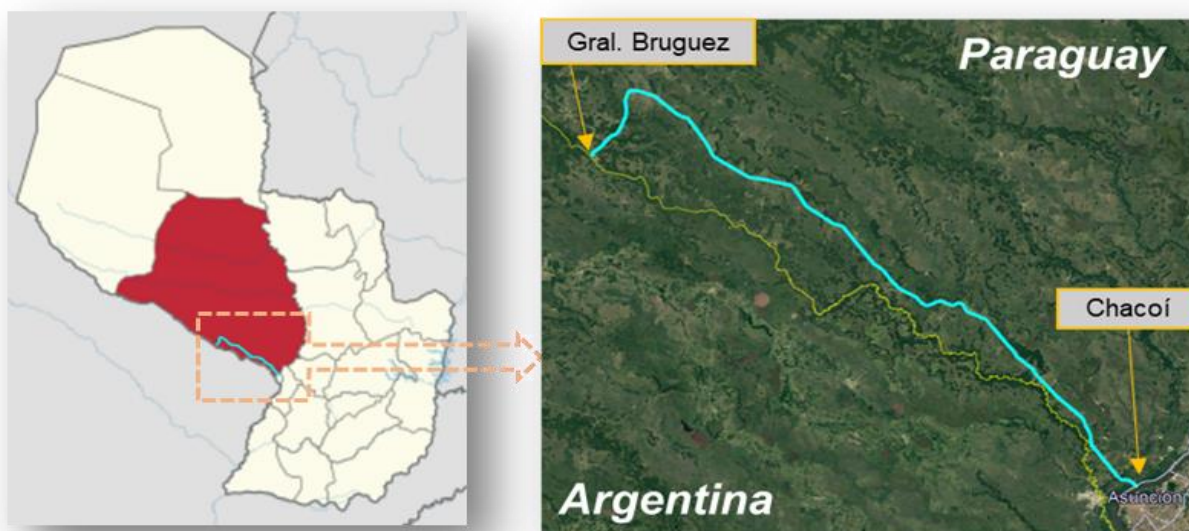 Gral. Bruguez
Paraguay
Chacoí
Argentina
Asunción